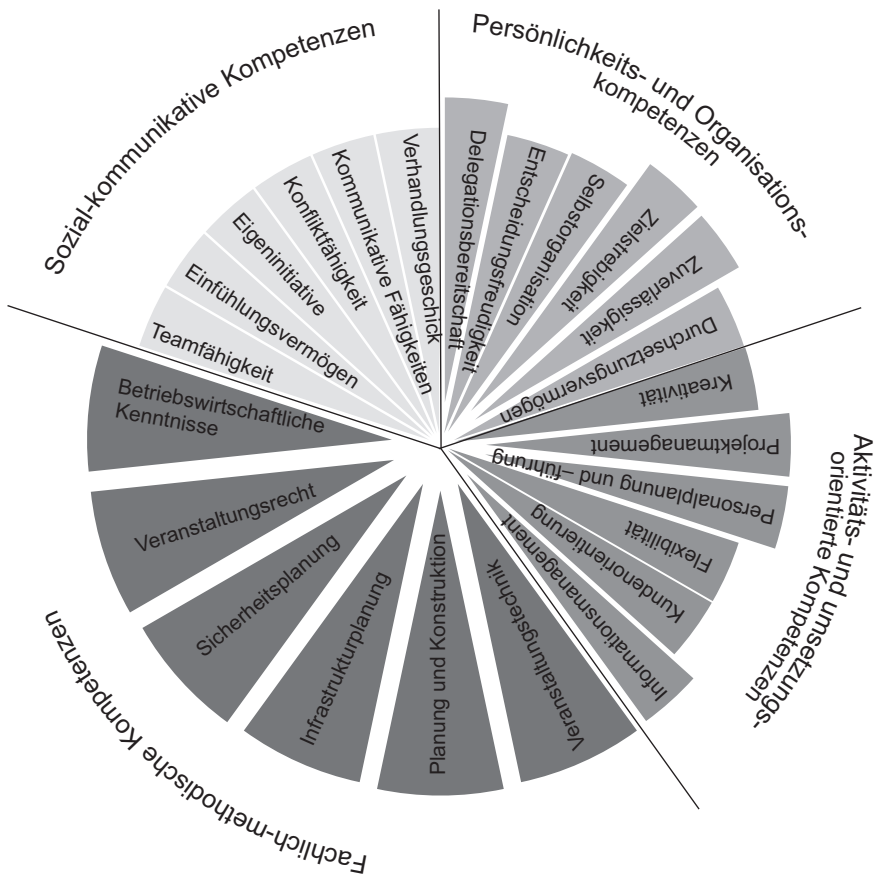 Sozial-kommunikative Kompetenzen
Teamfähigkeit
Einfühlungsvermögen
Eigeninitiative
Konfliktfähigkeit
Kommunikative Fähigkeiten
Verhandlungsgeschick
Persönlichkeits- und Organisations-
kompetenzen
Delegationsbereitschaft
Entscheidungsfreudigkeit
Selbstorganisation
Zielstrebigkeit
Zuverlässigkeit
Durchsetzungsvermögen
Aktivitäts- und umsetzungs-
orientierte Kompetenzen
Kreativität
Projektmanagement
Personalplanung und –führung
Flexibilität
Kundenorientierung
Informationsmanagement
Fachlich-methodische Kompetenzen
Veranstaltungstechnik
Planung und Konstruktion
Infrastrukturplanung
Sicherheitsplanung
Veranstaltungsrecht
Betriebswirtschaftliche
Kenntnisse